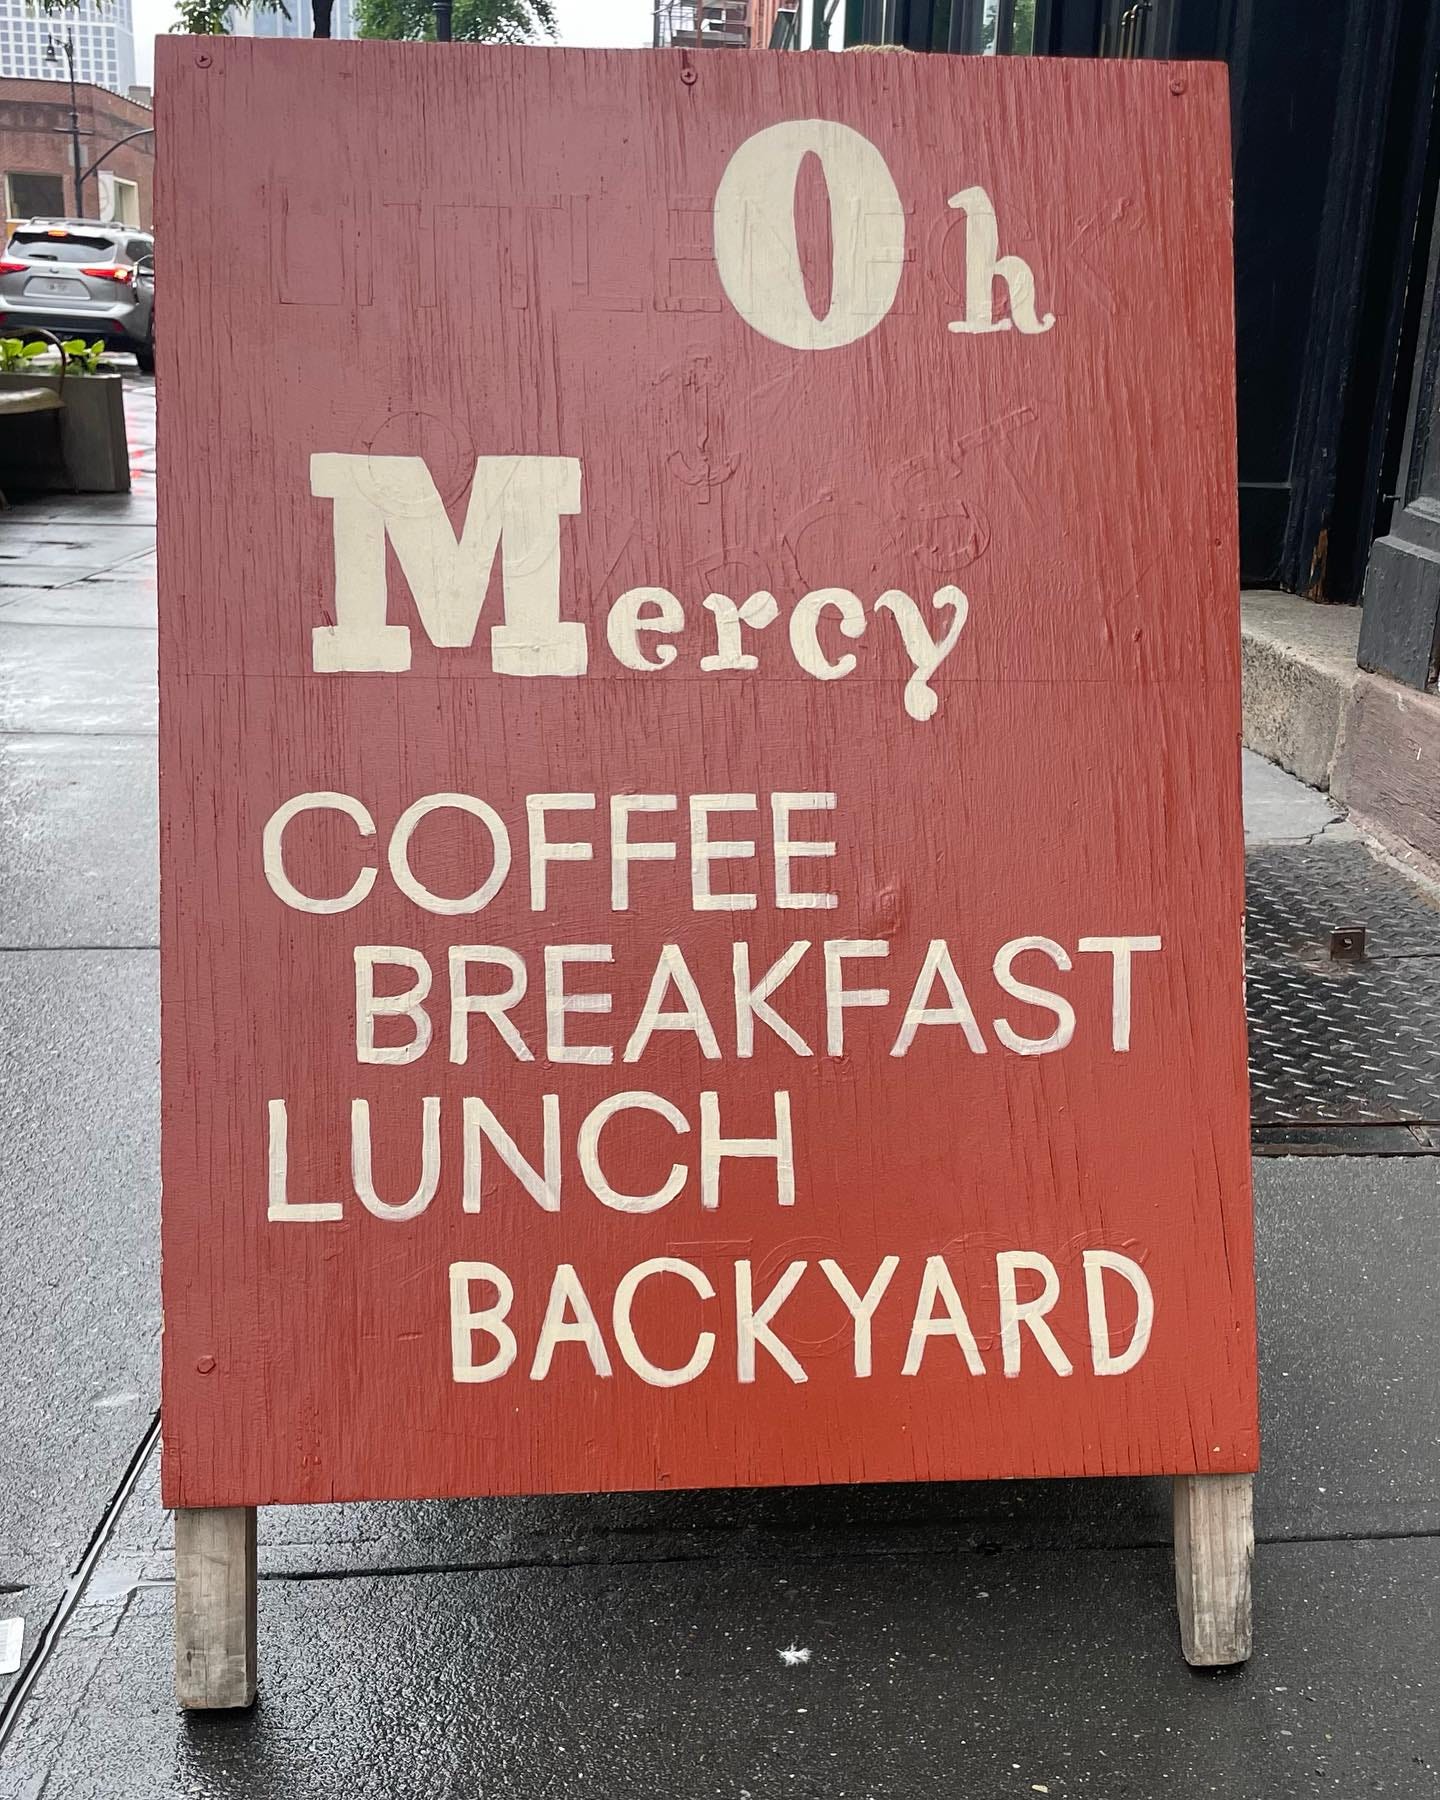 Oh
Mercy
COFFEE
BREAKFAST
LUNCH
BACKYARD